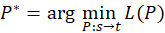 P* = arg min L(P)
P:s→t